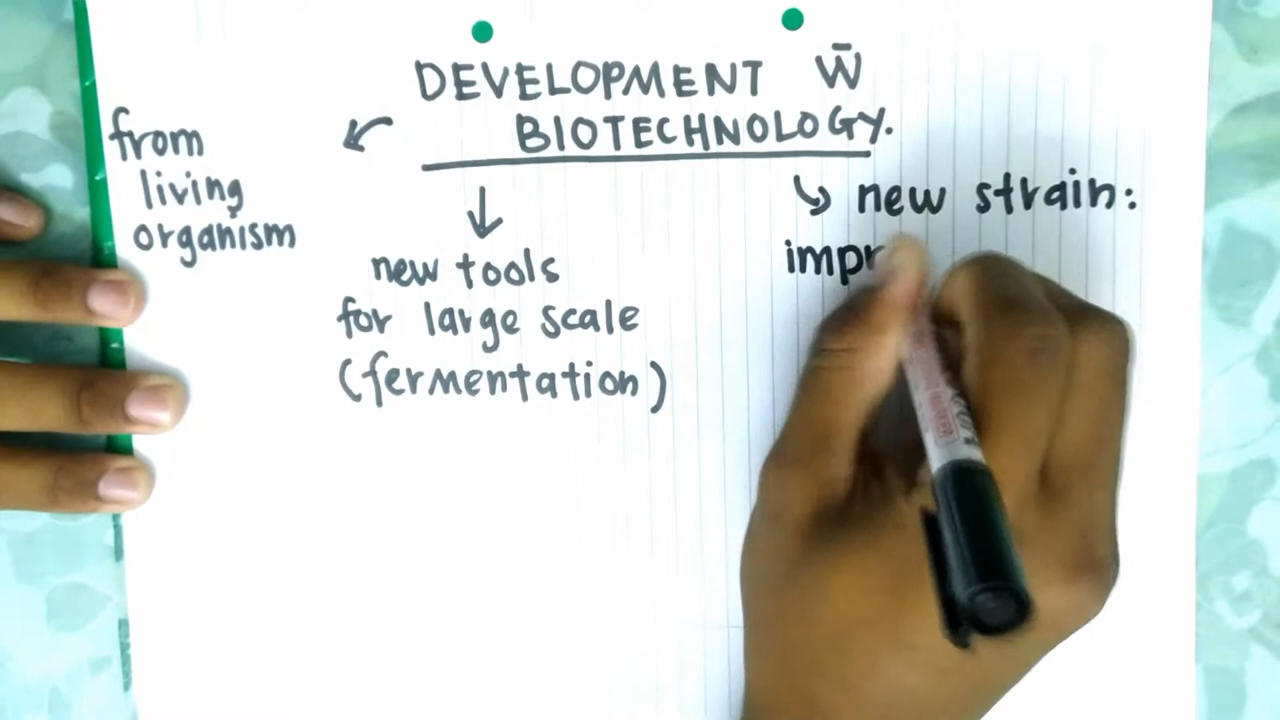 DEVELOPMENT W̄
BIOTECHNOLOGY.
from
living
organism
new tools
for large scale
(fermentation)
new strain:
impr